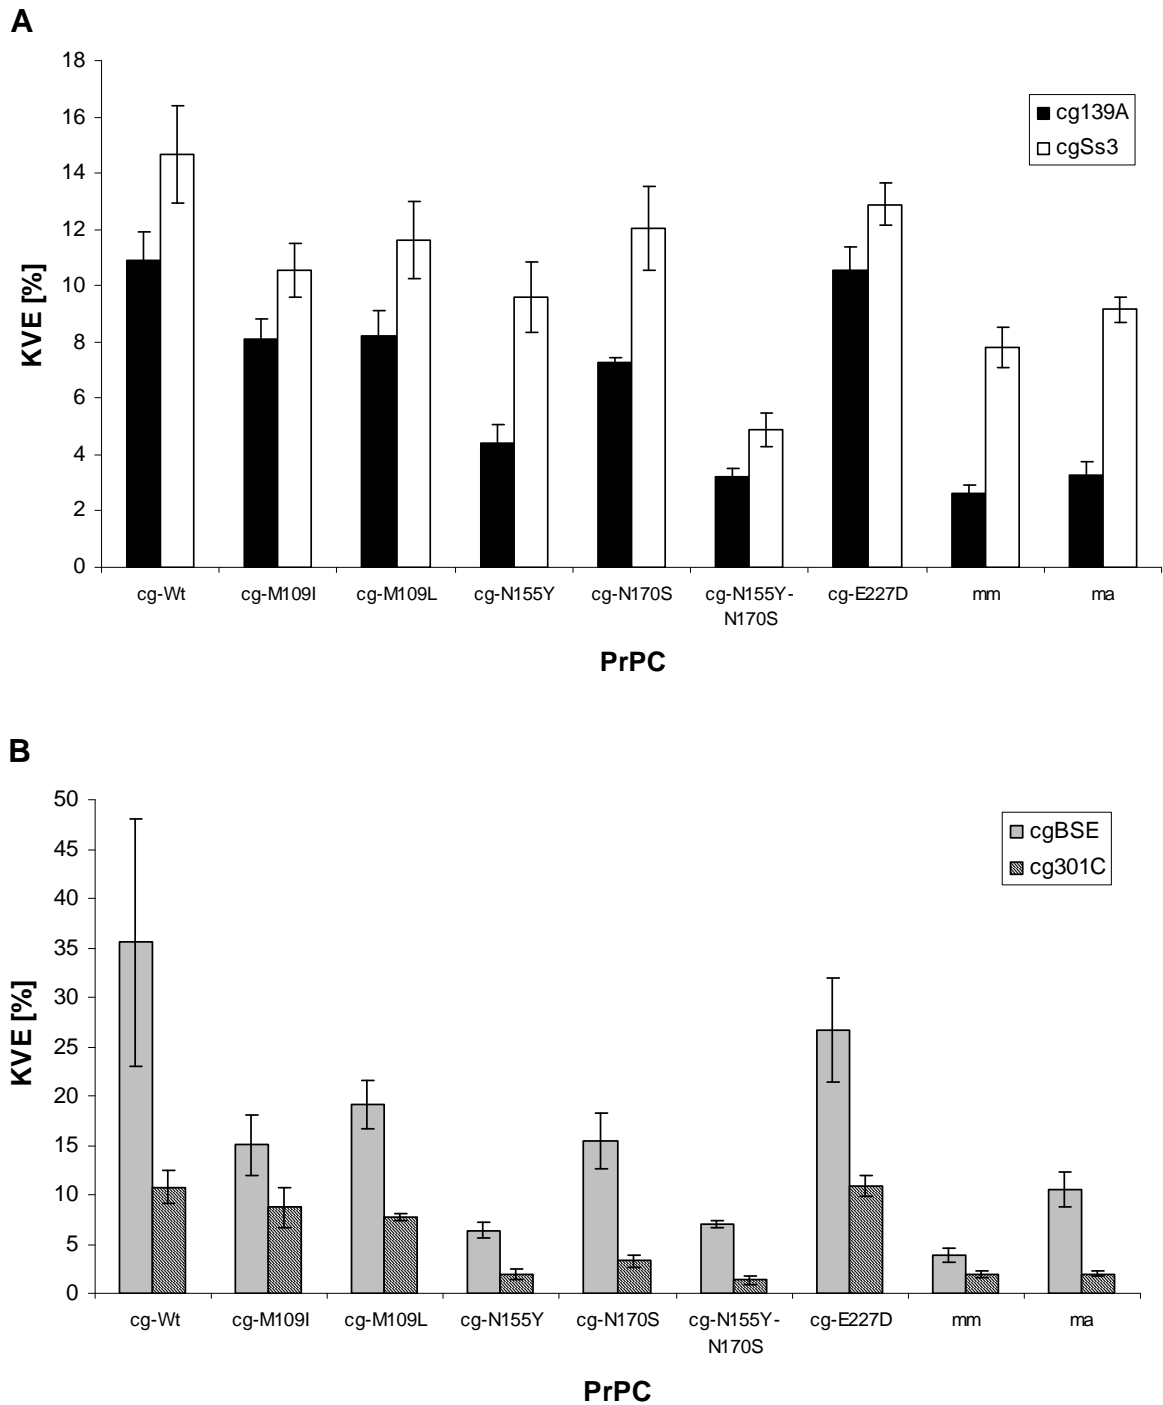 A
18
16
14
12
10
8
6
4
2
0
KVE [%]
cg139A
cgSs3
cg-Wt cg-M109I cg-M109L cg-N155Y cg-N170S cg-N155Y- cg-E227D mm ma
N170S
PrPC
B
50
45
40
35
30
25
20
15
10
5
0
KVE [%]
cgBSE
cg301C
cg-Wt cg-M109I cg-M109L cg-N155Y cg-N170S cg-N155Y- cg-E227D mm ma
N170S
PrPC